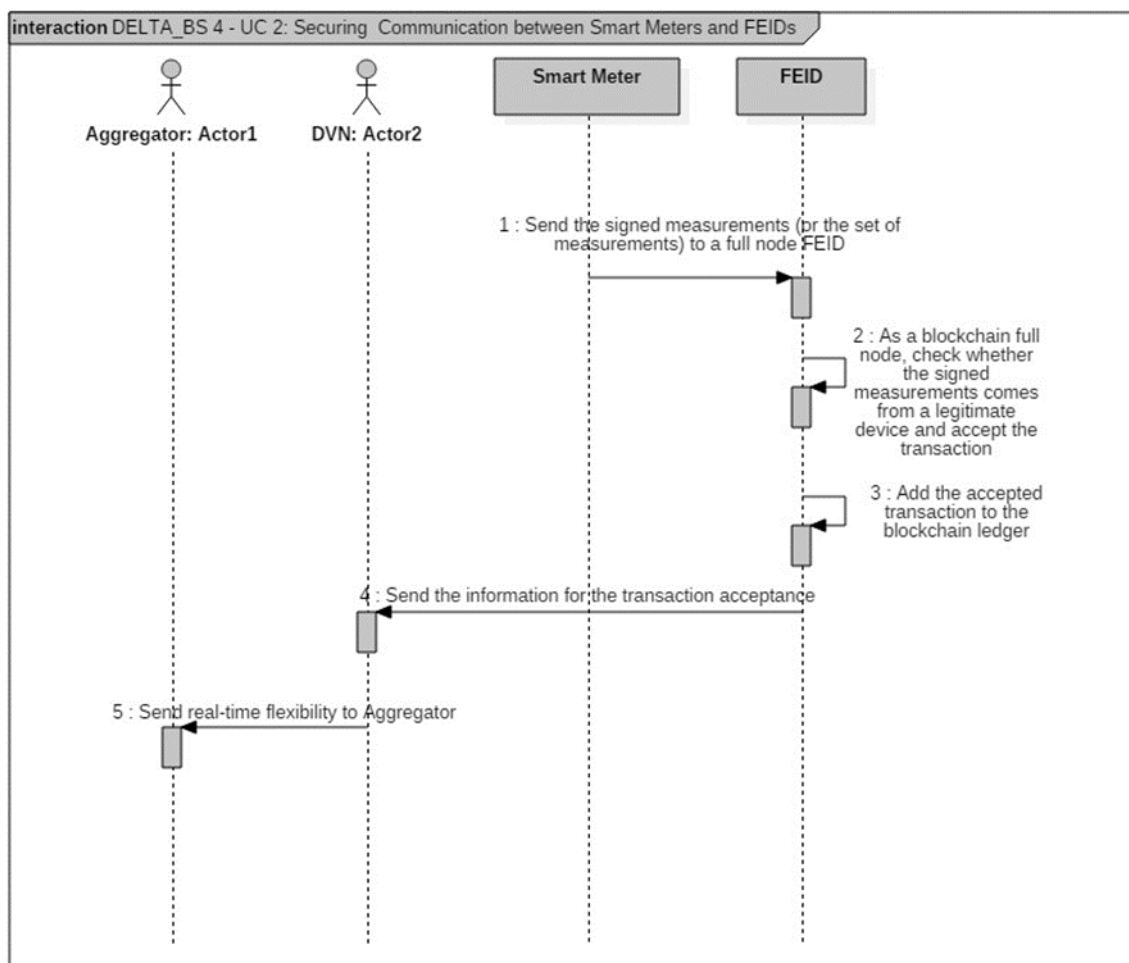 interaction DELTA_BS 4 - UC 2: Securing Communication between Smart Meters and FEIDs
Aggregator: Actor1
DVN: Actor2
Smart Meter
FEID
1 : Send the signed measurements (or the set of
measurements) to a full node FEID
2 : As a blockchain full
node, check whether
the signed
measurements comes
from a legitimate
device and accept the
transaction
3 : Add the accepted
transaction to the
blockchain ledger
4 : Send the information for the transaction acceptance
5 : Send real-time flexibility to Aggregator